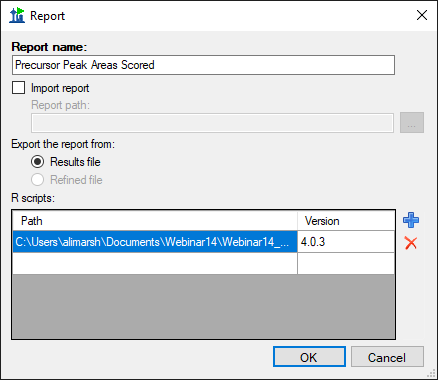 Report
Report name:
Precursor Peak Areas Scored
Import report
Report path:
...
Export the report from:
Results file
Refined file
R scripts:
Path Version
C:\Users\alimarsh\Documents\Webinar14\Webinar14_... 4.0.3
OK Cancel